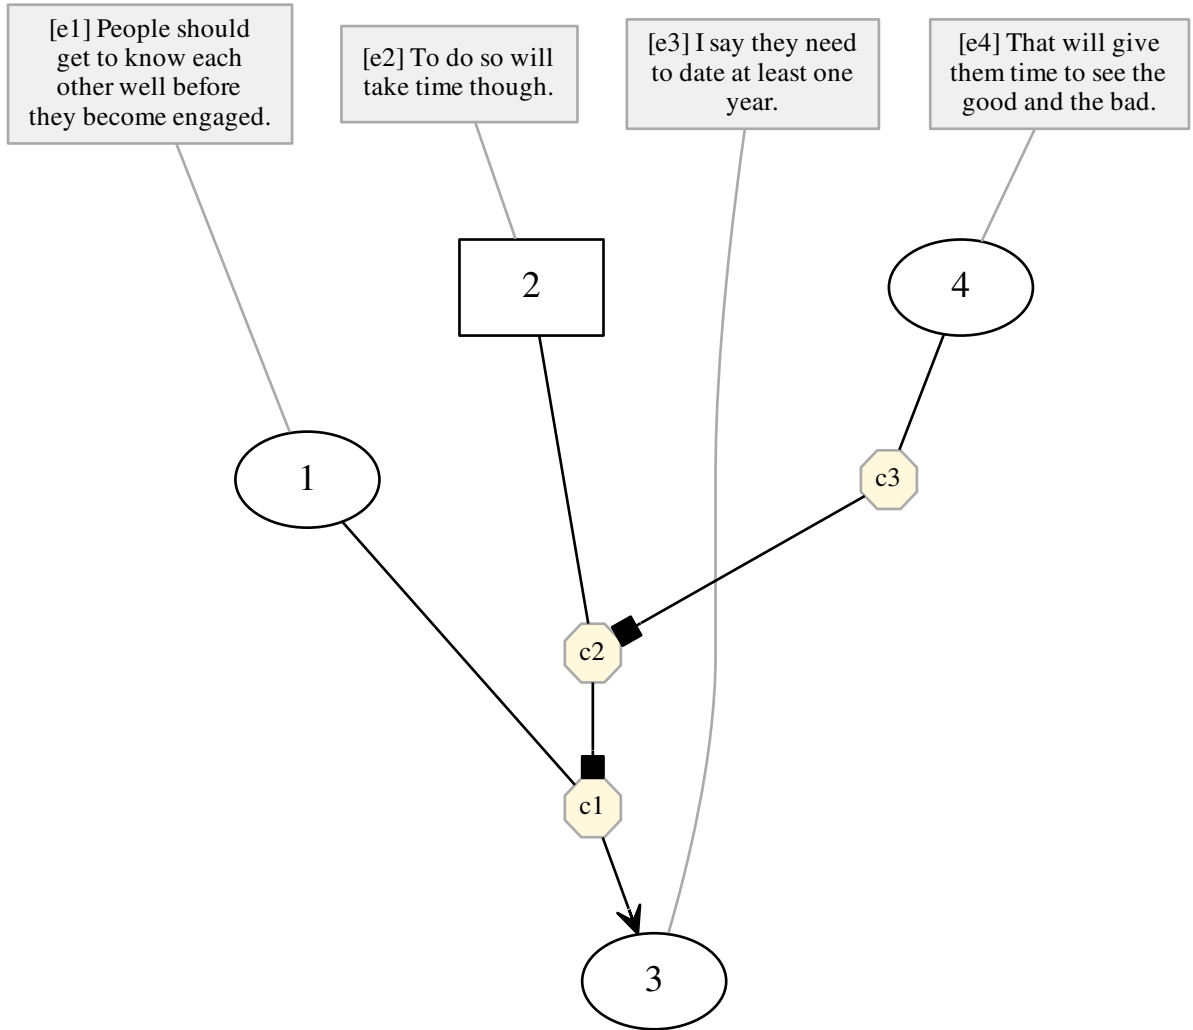 [e1] People should
get to know each
other well before
they become engaged.
[e2] To do so will
take time though.
[e3] I say they need
to date at least one
year.
[e4] That will give
them time to see the
good and the bad.
2
4
1
c3
c2
c1
3